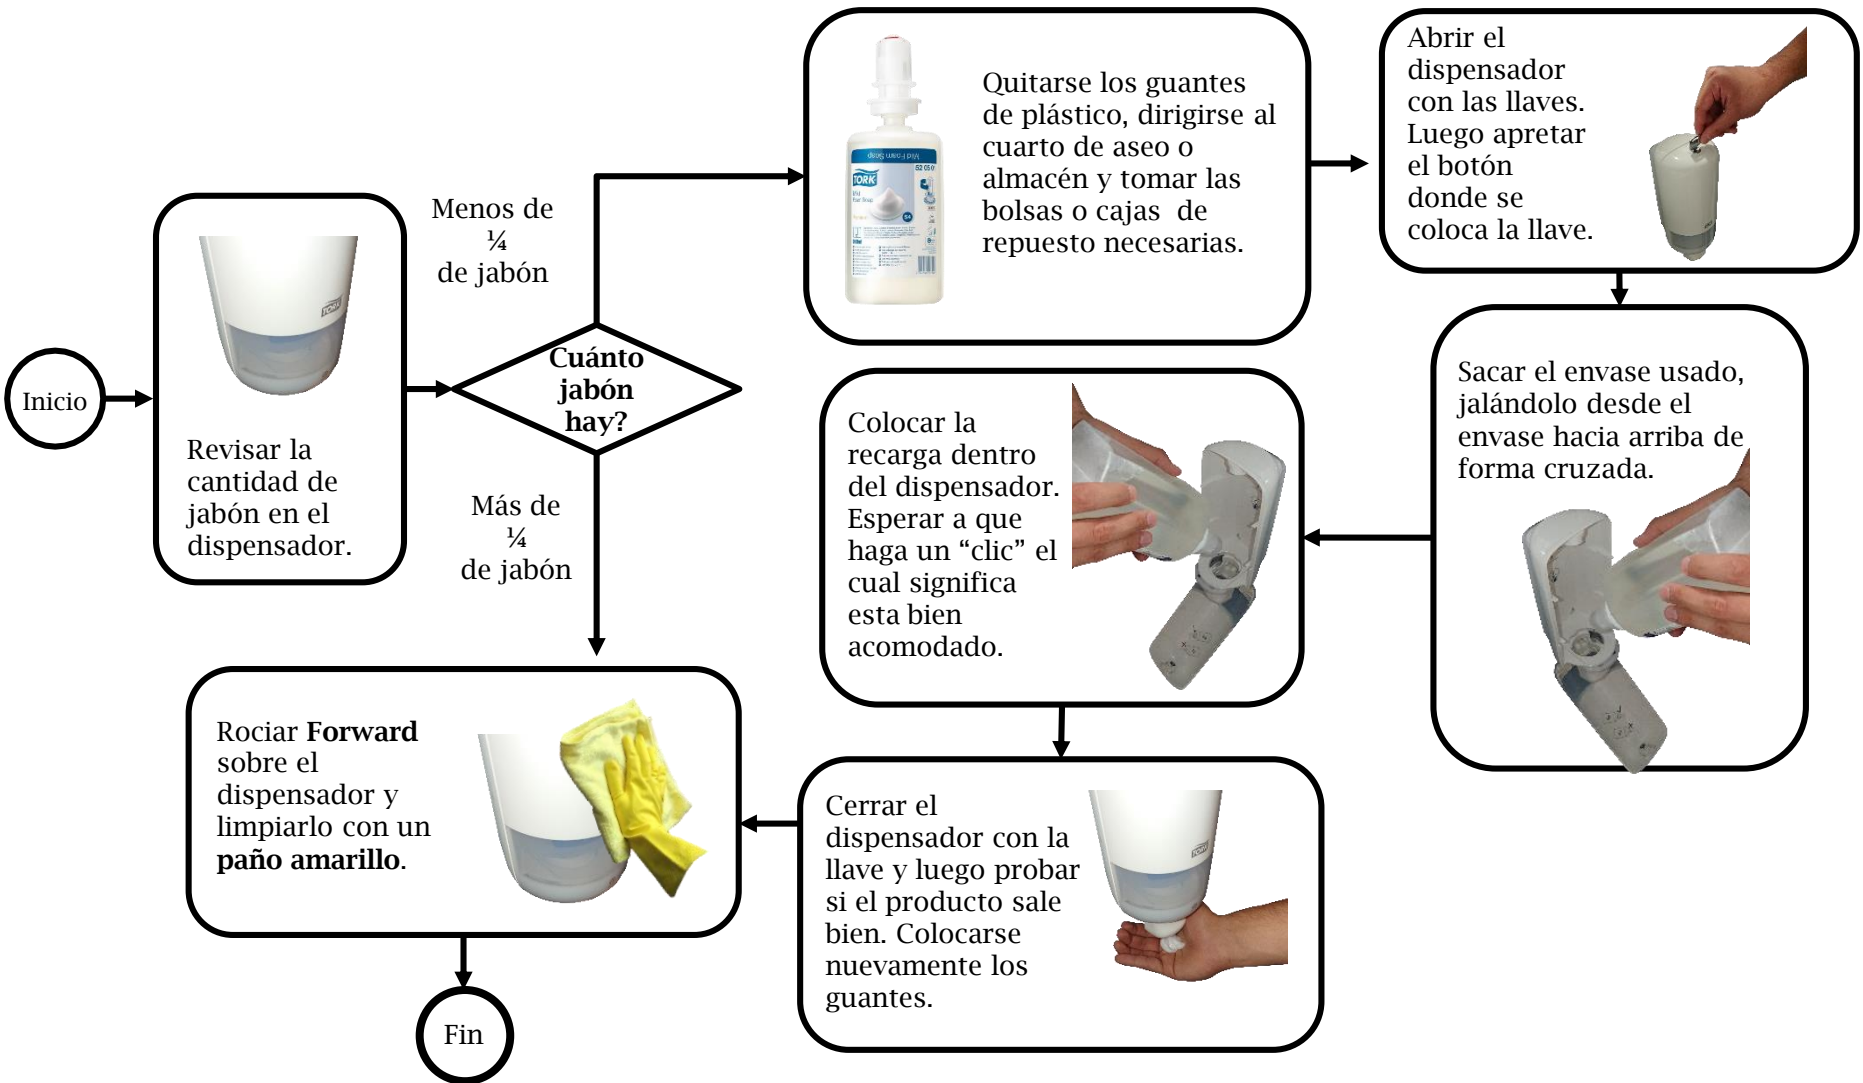 Inicio
TORK
Revisar la
cantidad de
jabón en el
dispensador.
Menos de
¼
de jabón
Cuánto
jabón
hay?
Más de
¼
de jabón
Mild Foam Soap
TORK
Quitarse los guantes
de plástico, dirigirse al
cuarto de aseo o
almacén y tomar las
bolsas o cajas de
repuesto necesarias.
Abrir el
dispensador
con las llaves.
Luego apretar
el botón
donde se
coloca la llave.
Sacar el envase usado,
jalándolo desde el
envase hacia arriba de
forma cruzada.
Colocar la
recarga dentro
del dispensador.
Esperar a que
haga un “clic” el
cual significa
esta bien
acomodado.
Cerrar el
dispensador con la
llave y luego probar
si el producto sale
bien. Colocarse
nuevamente los
guantes.
TORK
Rociar Forward
sobre el
dispensador y
limpiarlo con un
paño amarillo.
Fin